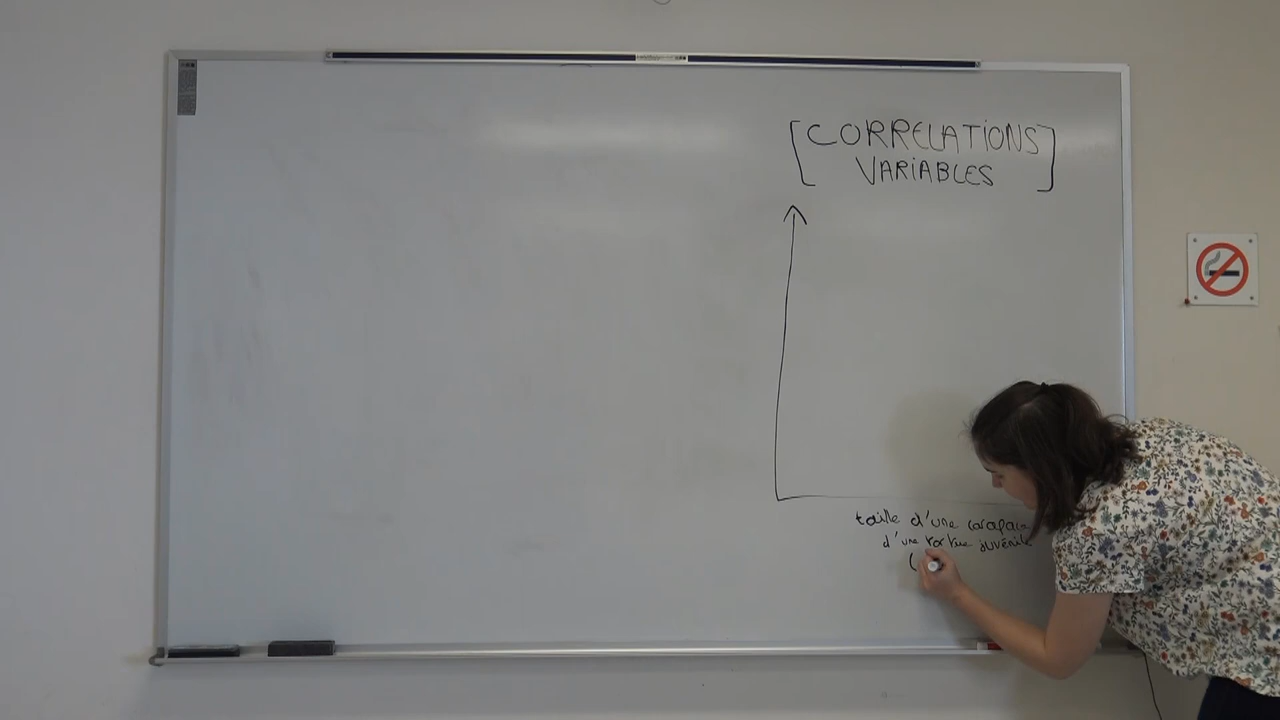 [CORRELATIONS
VARIABLES]
taille d'une carapace
d'une tortue juvénile
(